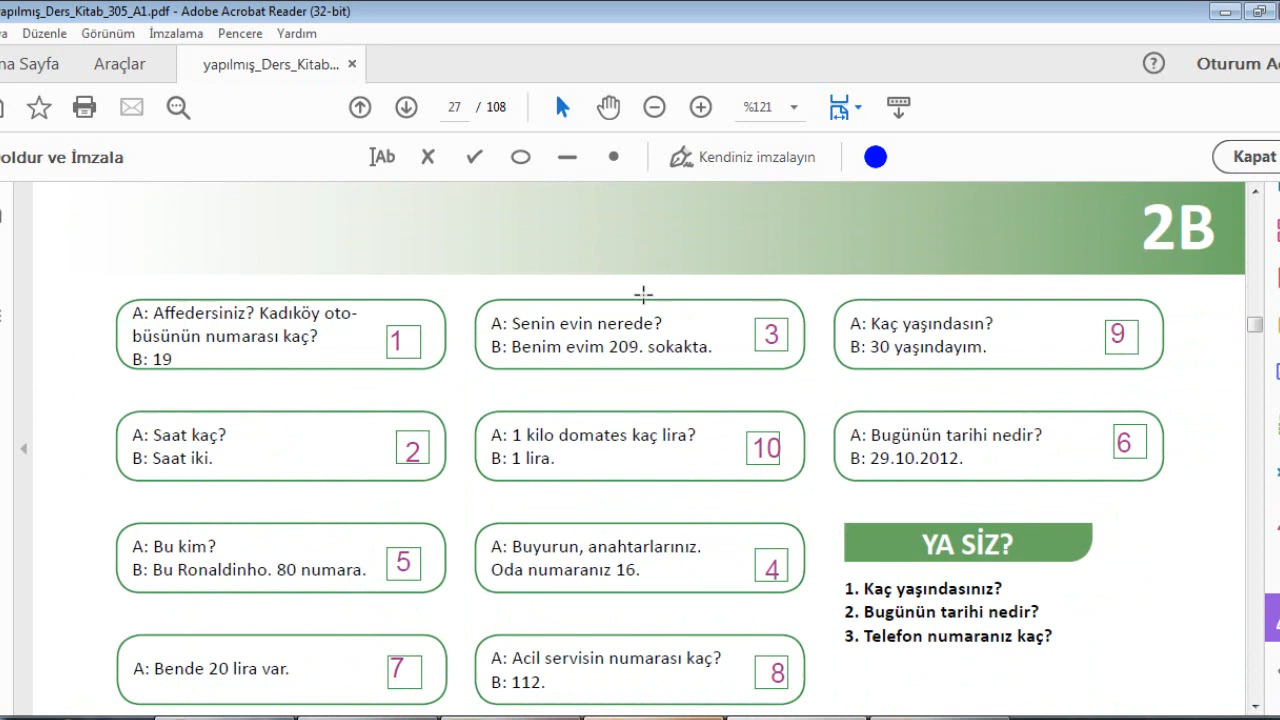 yapılmış_Ders_Kitab_305_A1.pdf - Adobe Acrobat Reader (32-bit)
Düzenle Görünüm İmzalama Pencere Yardım
na Sayfa Araçlar yapılmış_Ders_Kitab... × ? Oturum A
27 / 108 %121
oldur ve İmzala Ab Kendiniz imzalayın Kapat
2B
A: Affedersiniz? Kadıköy oto-
büsünün numarası kaç?
B: 19
1
A: Senin evin nerede?
B: Benim evim 209. sokakta.
3
A: Kaç yaşındasın?
B: 30 yaşındayım.
9
A: Saat kaç?
B: Saat iki.
2
A: 1 kilo domates kaç lira?
B: 1 lira.
10
A: Bugünün tarihi nedir?
B: 29.10.2012.
6
A: Bu kim?
B: Bu Ronaldinho. 80 numara.
5
A: Buyurun, anahtarlarınız.
Oda numaranız 16.
4
YA SİZ?
1. Kaç yaşındasınız?
2. Bugünün tarihi nedir?
3. Telefon numaranız kaç?
A: Bende 20 lira var.
7
A: Acil servisin numarası kaç?
B: 112.
8